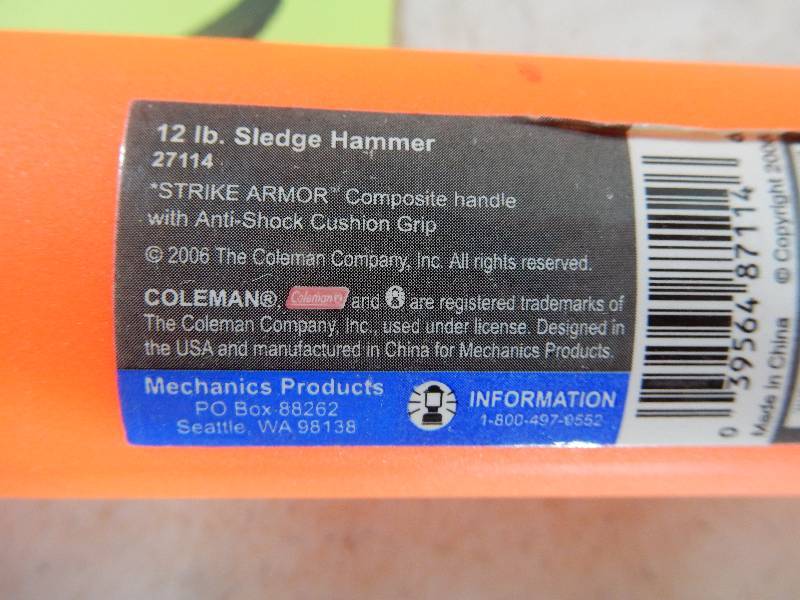 12 lb. Sledge Hammer
27114
*STRIKE ARMOR™ Composite handle
with Anti-Shock Cushion Grip
© 2006 The Coleman Company, Inc. All rights reserved.
COLEMAN®, Coleman and are registered trademarks of
The Coleman Company, Inc., used under license. Designed in
the USA and manufactured in China for Mechanics Products.
Mechanics Products
PO Box 88262
Seattle, WA 98138
INFORMATION
1-800-497-0552
0 39564 87114
Made in China © Copyright